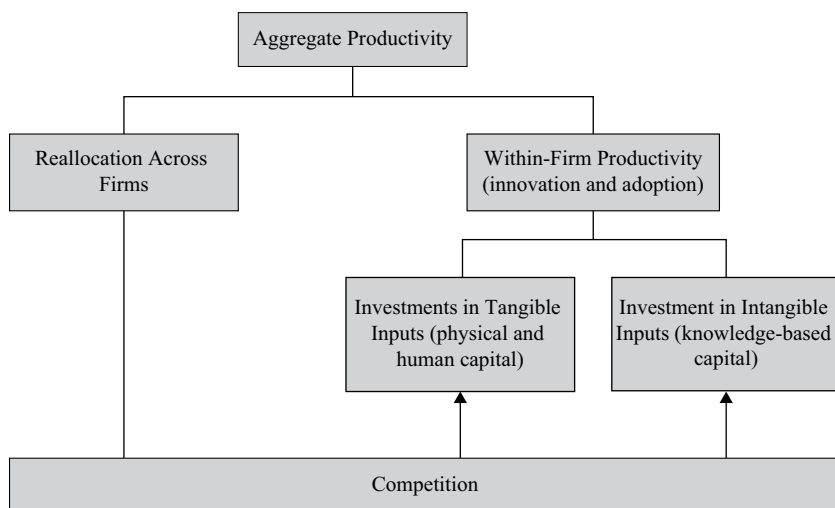 Aggregate Productivity
Reallocation Across
Firms
Within-Firm Productivity
(innovation and adoption)
Investments in Tangible
Inputs (physical and
human capital)
Investment in Intangible
Inputs (knowledge-based
capital)
Competition